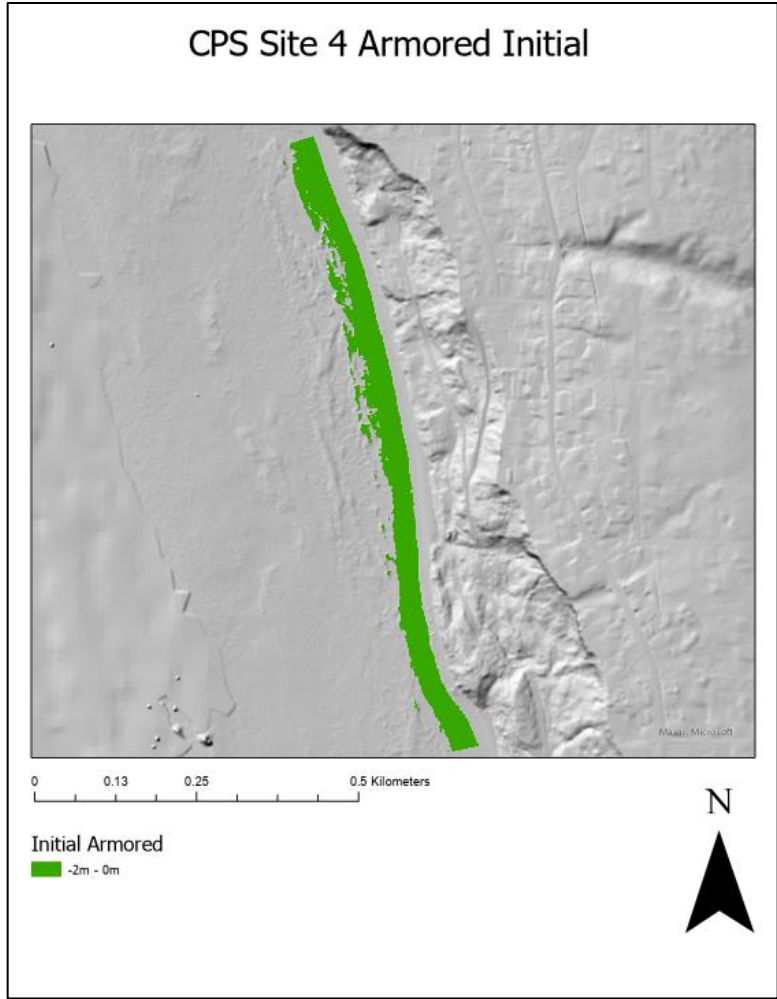 CPS Site 4 Armored Initial
Maxar, Microsoft
0 0.13 0.25 0.5 Kilometers
N
Initial Armored
-2m - 0m